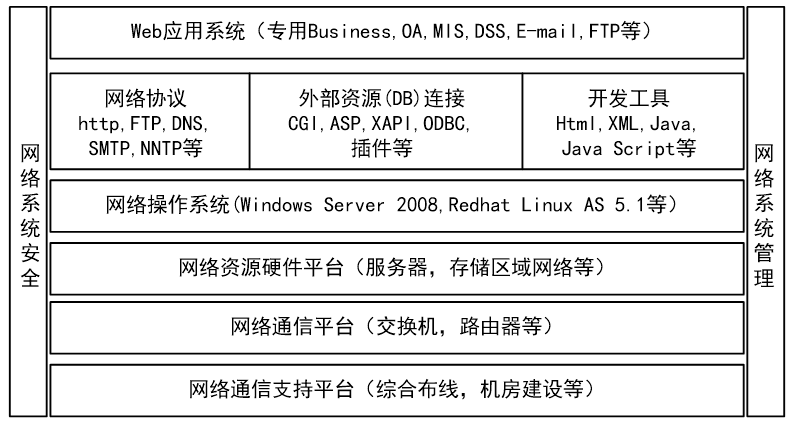 Web应用系统（专用Business,OA,MIS,DSS,E-mail,FTP等）
网络协议
http,FTP,DNS,
SMTP,NNTP等
外部资源(DB)连接
CGI,ASP,XAPI,ODBC,
插件等
开发工具
Html,XML,Java,
Java Script等
网络操作系统(Windows Server 2008,Redhat Linux AS 5.1等）
网络资源硬件平台（服务器，存储区域网络等）
网络通信平台（交换机，路由器等）
网络通信支持平台（综合布线，机房建设等）
网络系统安全
网络系统管理